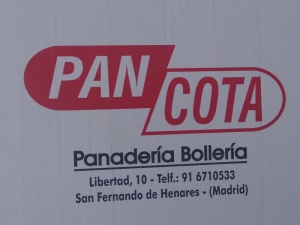 PAN
COTA
Panadería Bollería
Libertad, 10 - Telf.: 91 6710533
San Fernando de Henares - (Madrid)